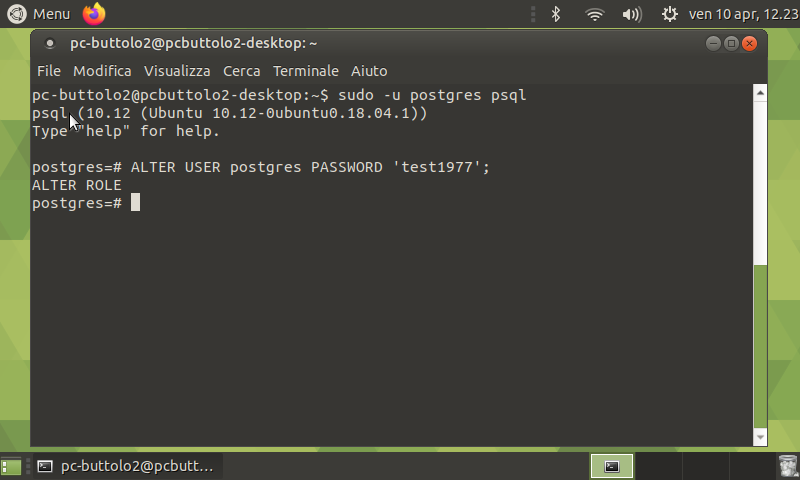 Menu
ven 10 apr, 12.23
pc-buttolo2@pcbuttolo2-desktop: ~
File Modifica Visualizza Cerca Terminale Aiuto
pc-buttolo2@pcbuttolo2-desktop:~$ sudo -u postgres psql
psql (10.12 (Ubuntu 10.12-0ubuntu0.18.04.1))
Type "help" for help.
postgres=# ALTER USER postgres PASSWORD 'test1977';
ALTER ROLE
postgres=#
pc-buttolo2@pcbutt...